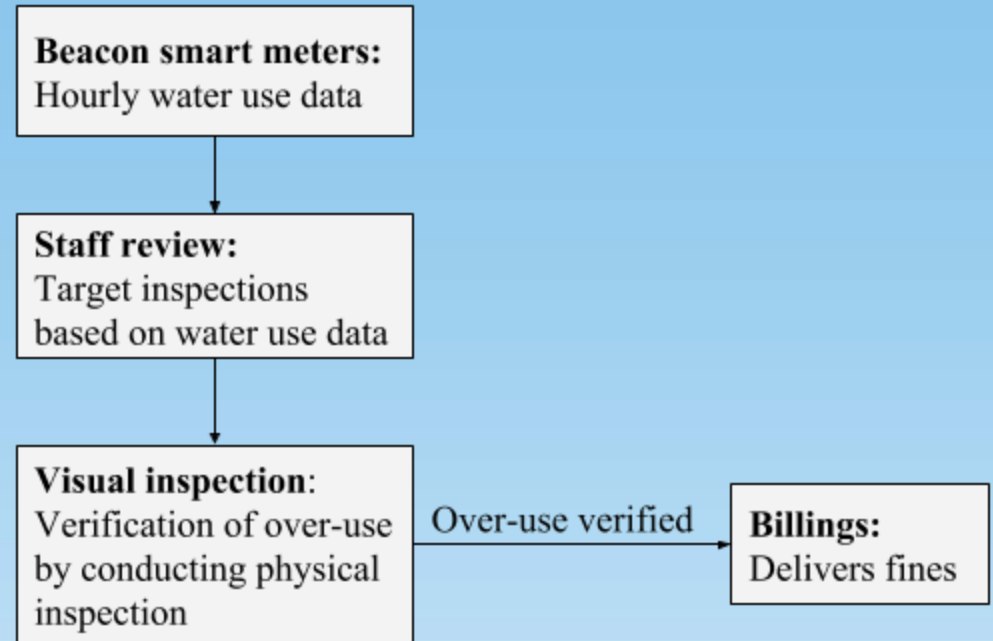 Beacon smart meters:
Hourly water use data
Staff review:
Target inspections
based on water use data
Visual inspection:
Verification of over-use
by conducting physical
inspection
Over-use verified
Billings:
Delivers fines